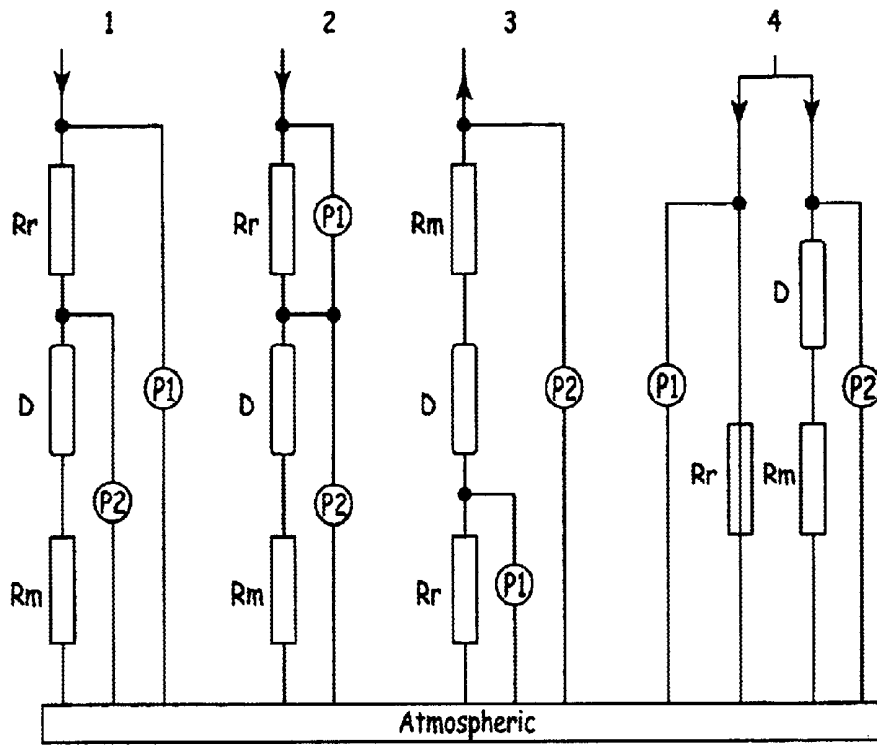 1 2 3 4
Rr Rr P1 Rm
D
D P1 D D P2 P1 P2
P2 P2 Rr Rm
Rm Rm Rr P1
Atmospheric